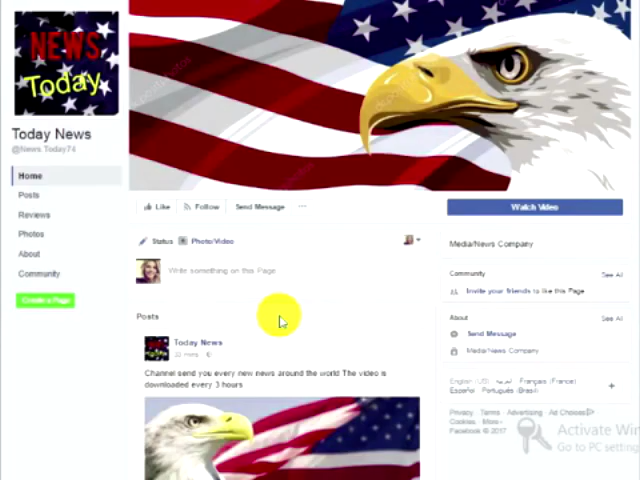 NEWS
Today
Today News
@News.Today74
Home
Posts
Reviews
Photos
About
Community
Create a Page
Like
Follow
Send Message
Watch Video
Status
Photo/Video
Write something on this Page
Posts
Today News
22 mins
Channel send you every new news around the world The video is
downloaded every 3 hours
Media/News Company
Community
See All
Invite your friends to like this Page
About
See All
Send Message
Media/News Company
English (US) · العربية · Français (France)
Español · Português (Brasil)
Privacy · Terms · Advertising · Ad Choices
Cookies · More
Facebook © 2017
Activate Win
Go to PC setting